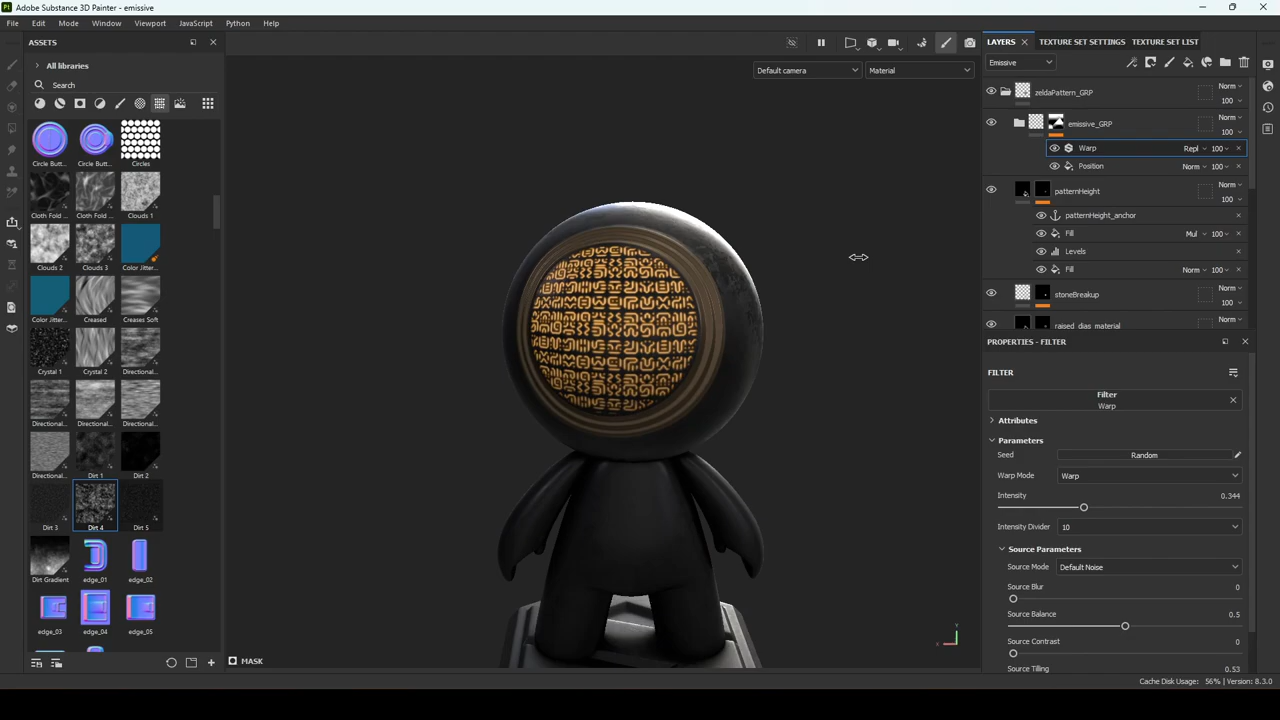 Adobe Substance 3D Painter - emissive
File Edit Mode Window Viewport JavaScript Python Help
ASSETS
All libraries
Search
Circle Butt... Circle Butt... Circles
Cloth Fold ... Cloth Fold ... Clouds 1
Clouds 2 Clouds 3 Color Jitter...
Color Jitter... Creased Creases Soft
Crystal 1 Crystal 2 Directional...
Directional... Directional... Directional...
Directional... Dirt 1 Dirt 2
Dirt 3 Dirt 4 Dirt 5
Dirt Gradient edge_01 edge_02
edge_03 edge_04 edge_05
Default camera Material
MASK
LAYERS TEXTURE SET SETTINGS TEXTURE SET LIST
Emissive
zeldaPattern_GRP Norm 100
emissive_GRP Norm 100
Warp Repl 100
Position Norm 100
patternHeight Norm 100
patternHeight_anchor
Fill Mul 100
Levels
Fill Norm 100
stoneBreakup Norm 100
raised_dias_material Norm
PROPERTIES - FILTER
FILTER
Filter
Warp
Attributes
Parameters
Seed Random
Warp Mode Warp
Intensity 0.344
Intensity Divider 10
Source Parameters
Source Mode Default Noise
Source Blur 0
Source Balance 0.5
Source Contrast 0
Source Tilling 0.53
Cache Disk Usage: 56% | Version: 8.3.0